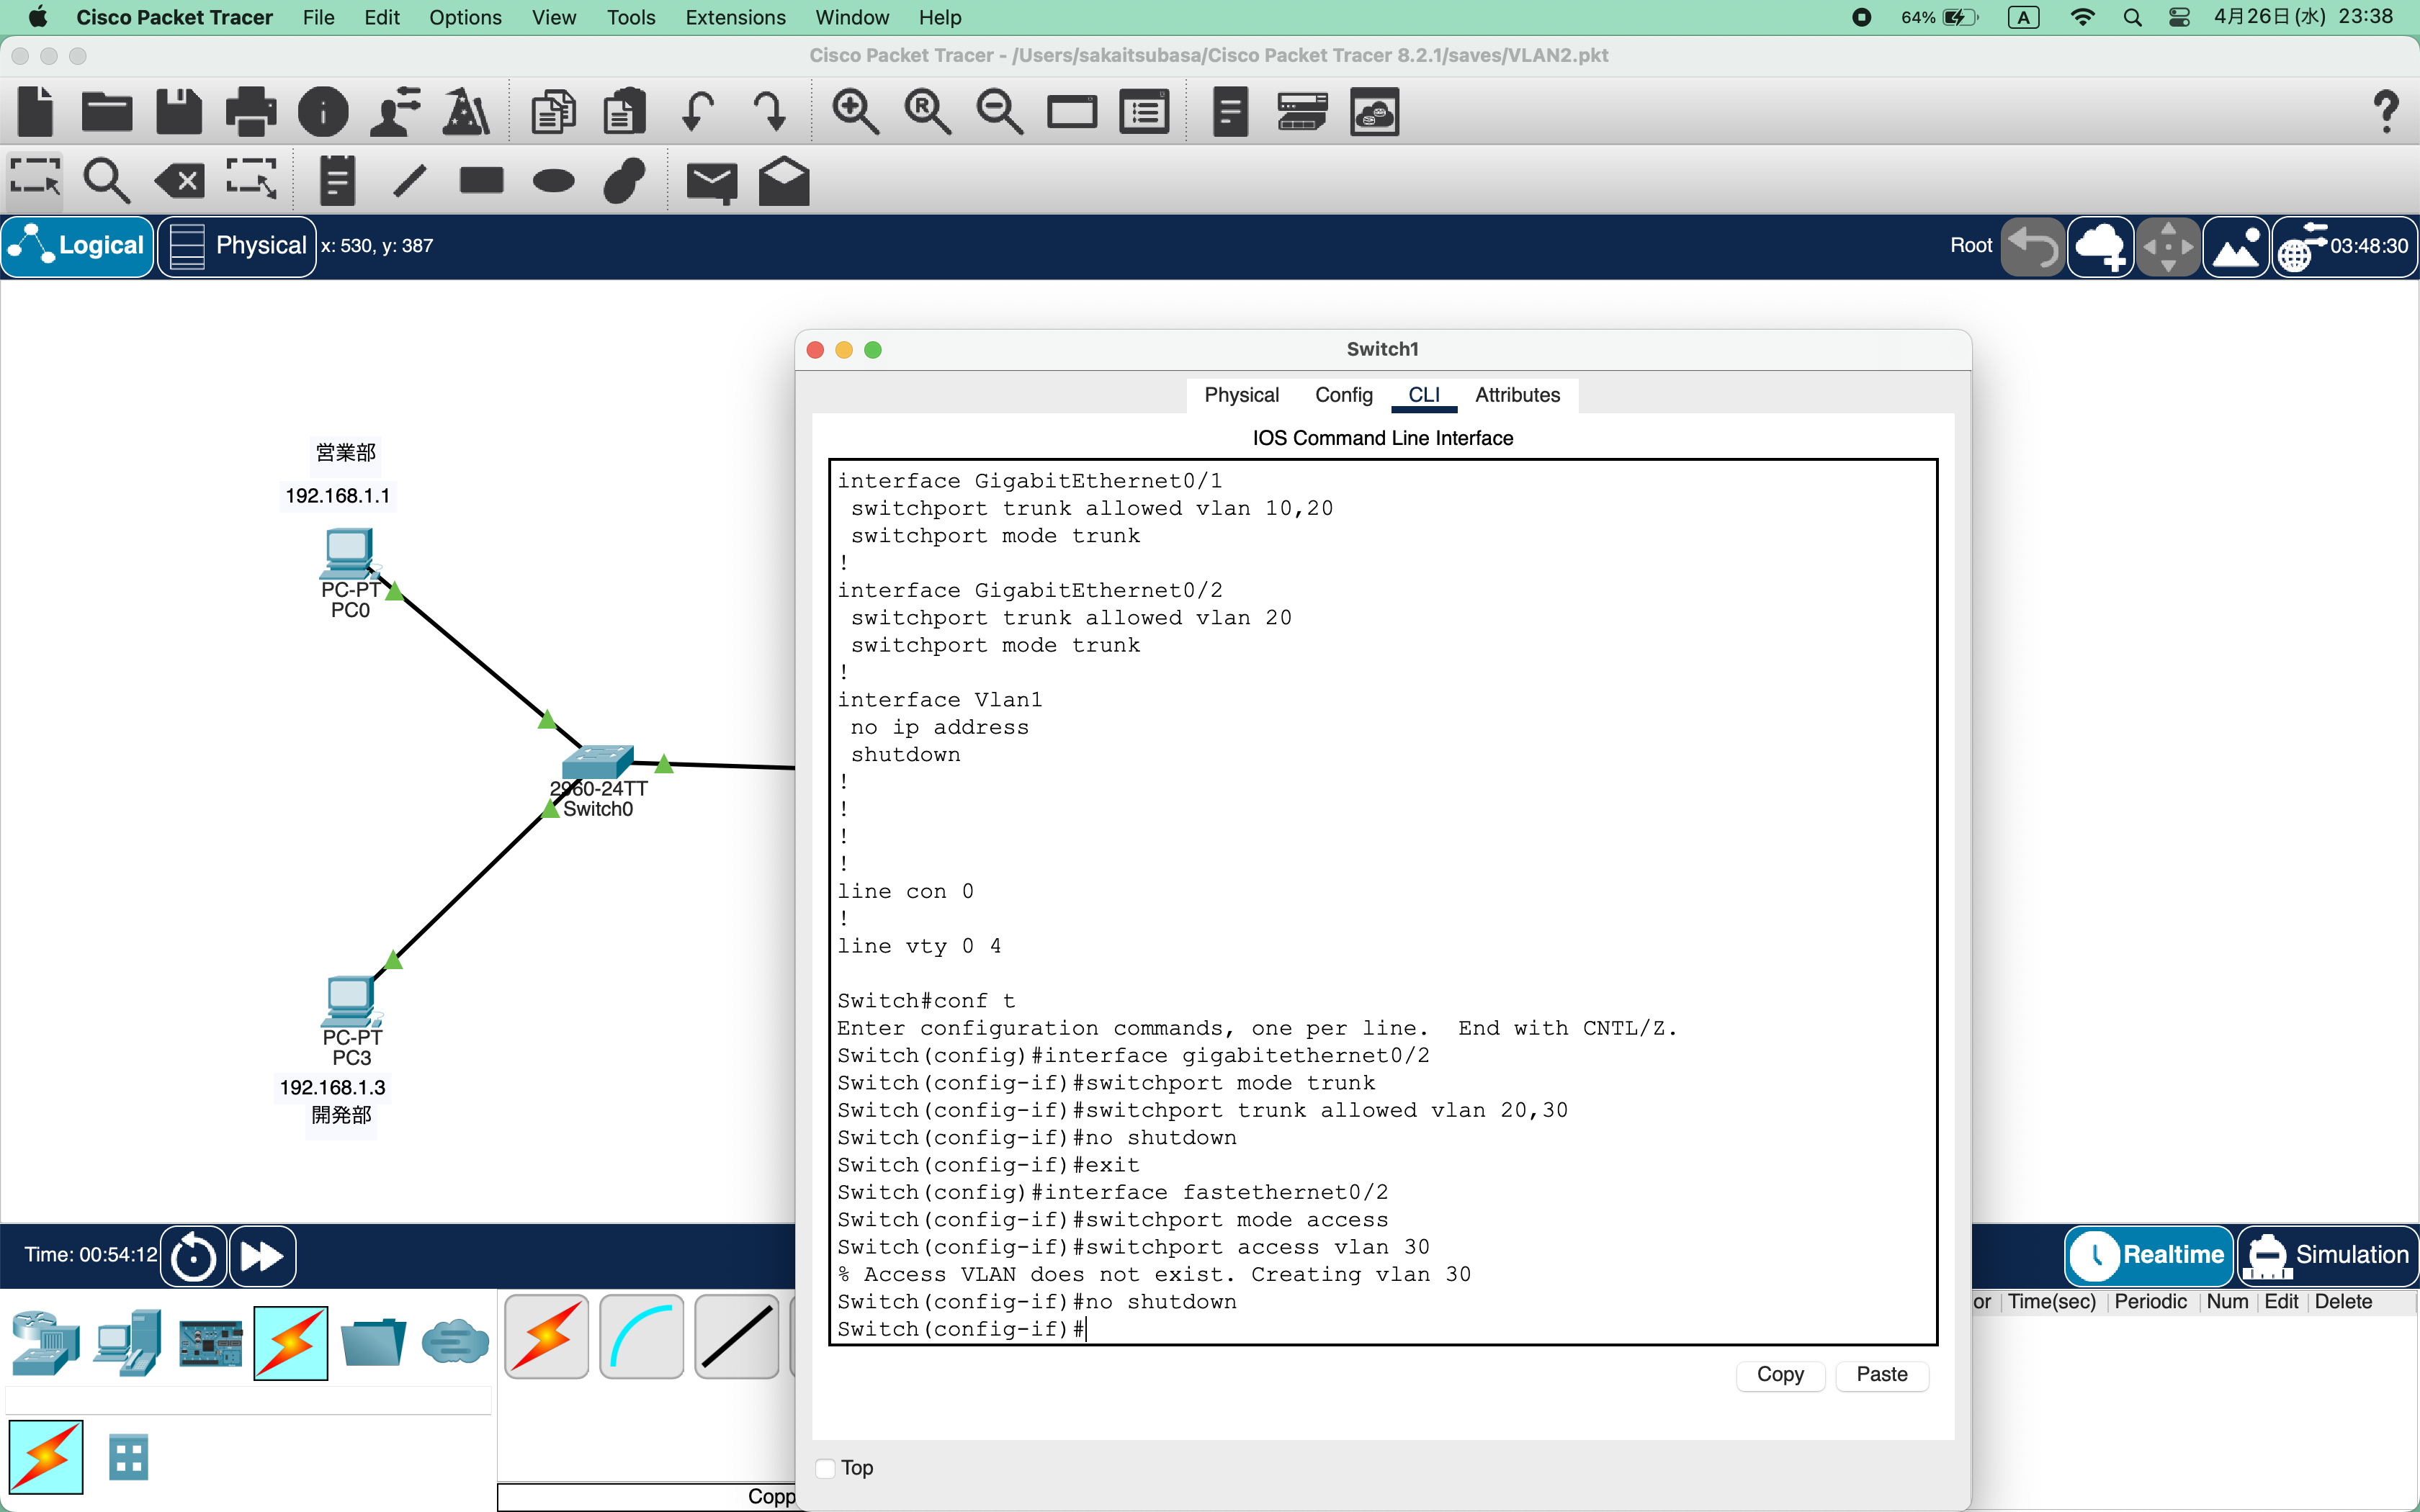 Cisco Packet Tracer File Edit Options View Tools Extensions Window Help 64% A 4月26日(水) 23:38
Cisco Packet Tracer - /Users/sakaitsubasa/Cisco Packet Tracer 8.2.1/saves/VLAN2.pkt
Logical Physical x: 530, y: 387 Root 03:48:30
営業部
192.168.1.1
PC-PT
PC0
2960-24TT
Switch0
PC-PT
PC3
192.168.1.3
開発部
Switch1
Physical Config CLI Attributes
IOS Command Line Interface
interface GigabitEthernet0/1
switchport trunk allowed vlan 10,20
switchport mode trunk
!
interface GigabitEthernet0/2
switchport trunk allowed vlan 20
switchport mode trunk
!
interface Vlan1
no ip address
shutdown
!
!
!
!
line con 0
!
line vty 0 4
Switch#conf t
Enter configuration commands, one per line.  End with CNTL/Z.
Switch(config)#interface gigabitethernet0/2
Switch(config-if)#switchport mode trunk
Switch(config-if)#switchport trunk allowed vlan 20,30
Switch(config-if)#no shutdown
Switch(config-if)#exit
Switch(config)#interface fastethernet0/2
Switch(config-if)#switchport mode access
Switch(config-if)#switchport access vlan 30
% Access VLAN does not exist. Creating vlan 30
Switch(config-if)#no shutdown
Switch(config-if)#
Copy Paste
Top
Time: 00:54:12
Realtime Simulation
or Time(sec) Periodic Num Edit Delete
Copp